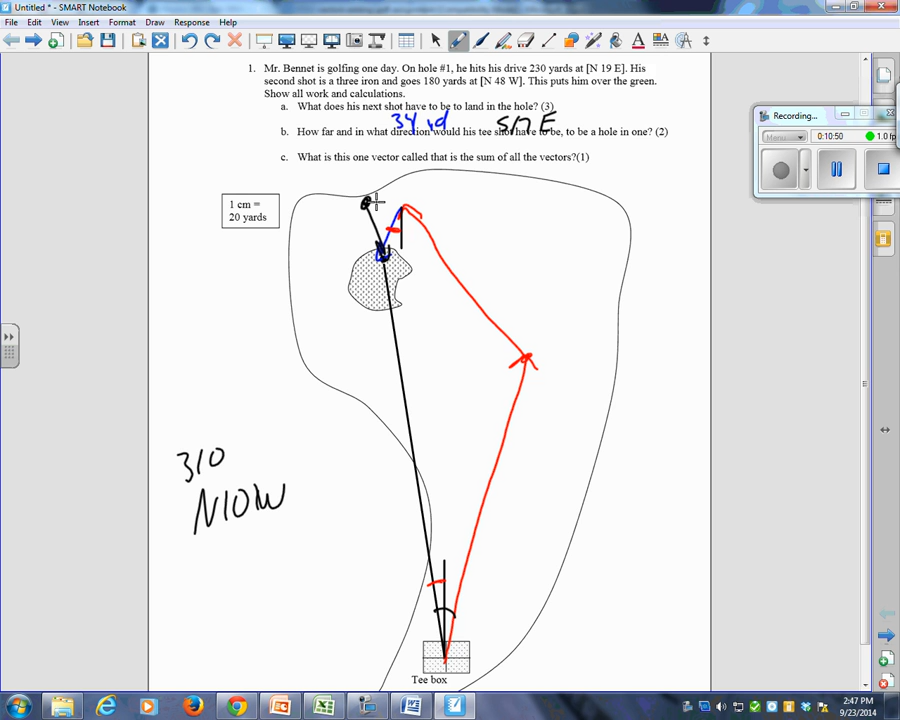 Untitled * - SMART Notebook
File Edit View Insert Format Draw Response Help
1. Mr. Bennet is golfing one day. On hole #1, he hits his drive 230 yards at [N 19 E]. His
second shot is a three iron and goes 180 yards at [N 48 W]. This puts him over the green.
Show all work and calculations.
a. What does his next shot have to be to land in the hole? (3)
b. How far and in what direction would his tee shot have to be, to be a hole in one? (2)
c. What is this one vector called that is the sum of all the vectors?(1)
1 cm =
20 yards
310
N10W
Tee box
Recording...
Menu
0:10:50
1.0 fp
2:47 PM
9/23/2014